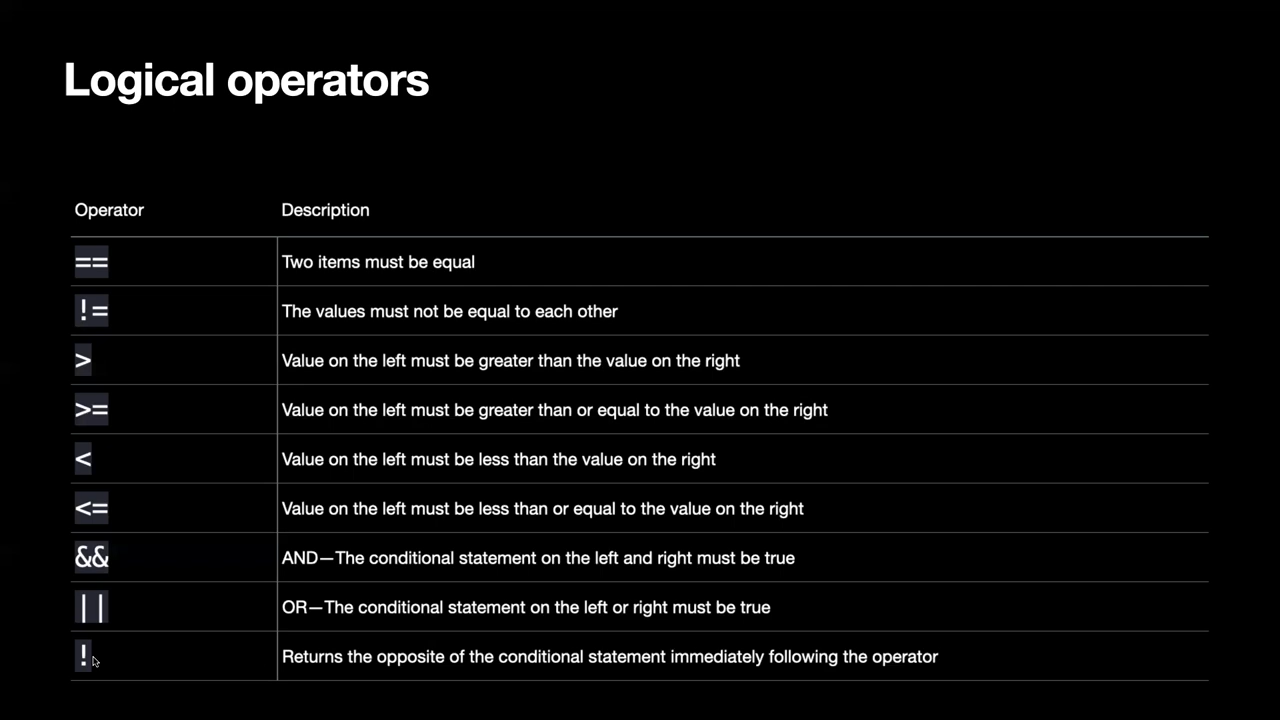 Logical operators
Operator Description
== Two items must be equal
!= The values must not be equal to each other
> Value on the left must be greater than the value on the right
>= Value on the left must be greater than or equal to the value on the right
< Value on the left must be less than the value on the right
<= Value on the left must be less than or equal to the value on the right
&& AND—The conditional statement on the left and right must be true
|| OR—The conditional statement on the left or right must be true
! Returns the opposite of the conditional statement immediately following the operator